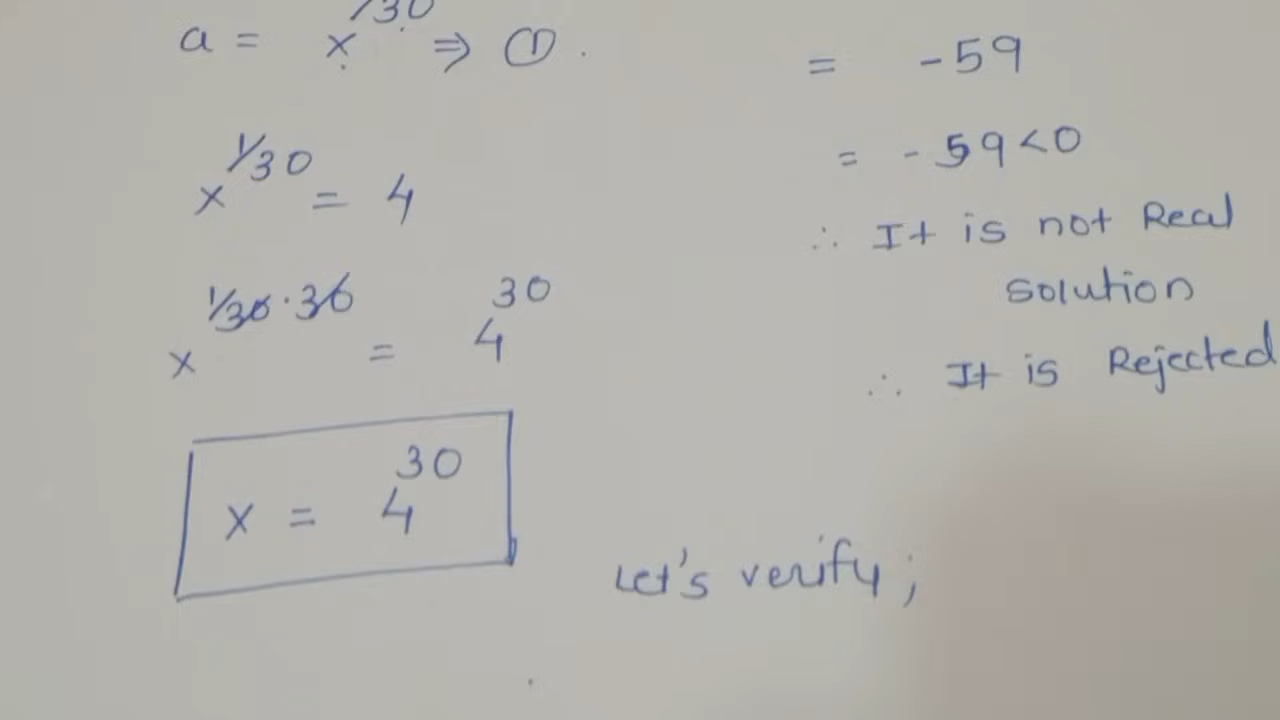 a = x^1/30 ⇒ ①.
x^1/30 = 4
x^1/30·30 = 4^30
x = 4^30
= -59
= -59<0
∴ It is not Real
solution
∴ It is Rejected
Let's verify;